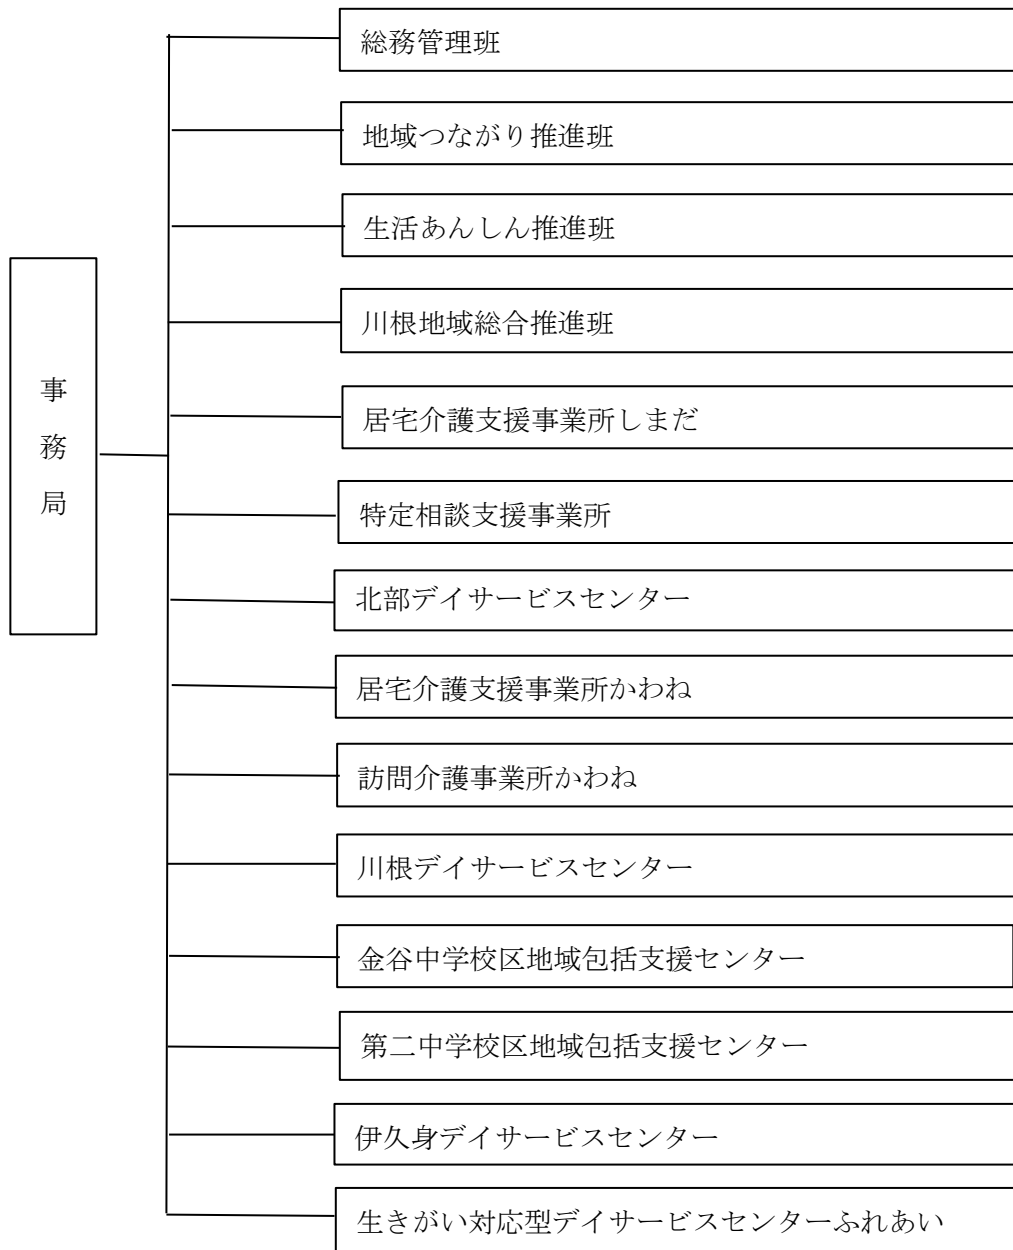 総務管理班
地域つながり推進班
生活あんしん推進班
川根地域総合推進班
事務局
居宅介護支援事業所しまだ
特定相談支援事業所
北部デイサービスセンター
居宅介護支援事業所かわね
訪問介護事業所かわね
川根デイサービスセンター
金谷中学校区地域包括支援センター
第二中学校区地域包括支援センター
伊久身デイサービスセンター
生きがい対応型デイサービスセンターふれあい